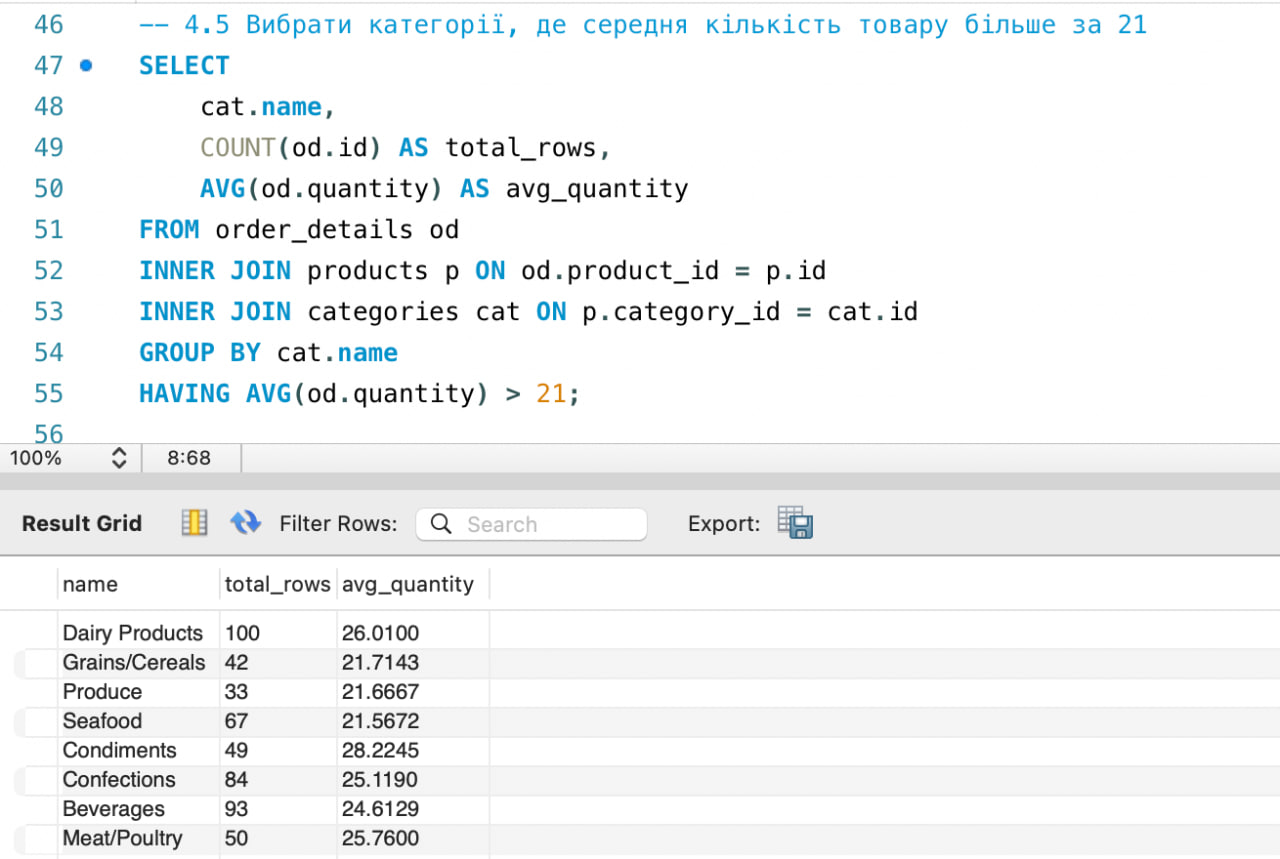 46 -- 4.5 Вибрати категорії, де середня кількість товару більше за 21
47 SELECT
48 cat.name,
49 COUNT(od.id) AS total_rows,
50 AVG(od.quantity) AS avg_quantity
51 FROM order_details od
52 INNER JOIN products p ON od.product_id = p.id
53 INNER JOIN categories cat ON p.category_id = cat.id
54 GROUP BY cat.name
55 HAVING AVG(od.quantity) > 21;
56
100% 8:68
Result Grid Filter Rows: Search Export:
name total_rows avg_quantity
Dairy Products 100 26.0100
Grains/Cereals 42 21.7143
Produce 33 21.6667
Seafood 67 21.5672
Condiments 49 28.2245
Confections 84 25.1190
Beverages 93 24.6129
Meat/Poultry 50 25.7600